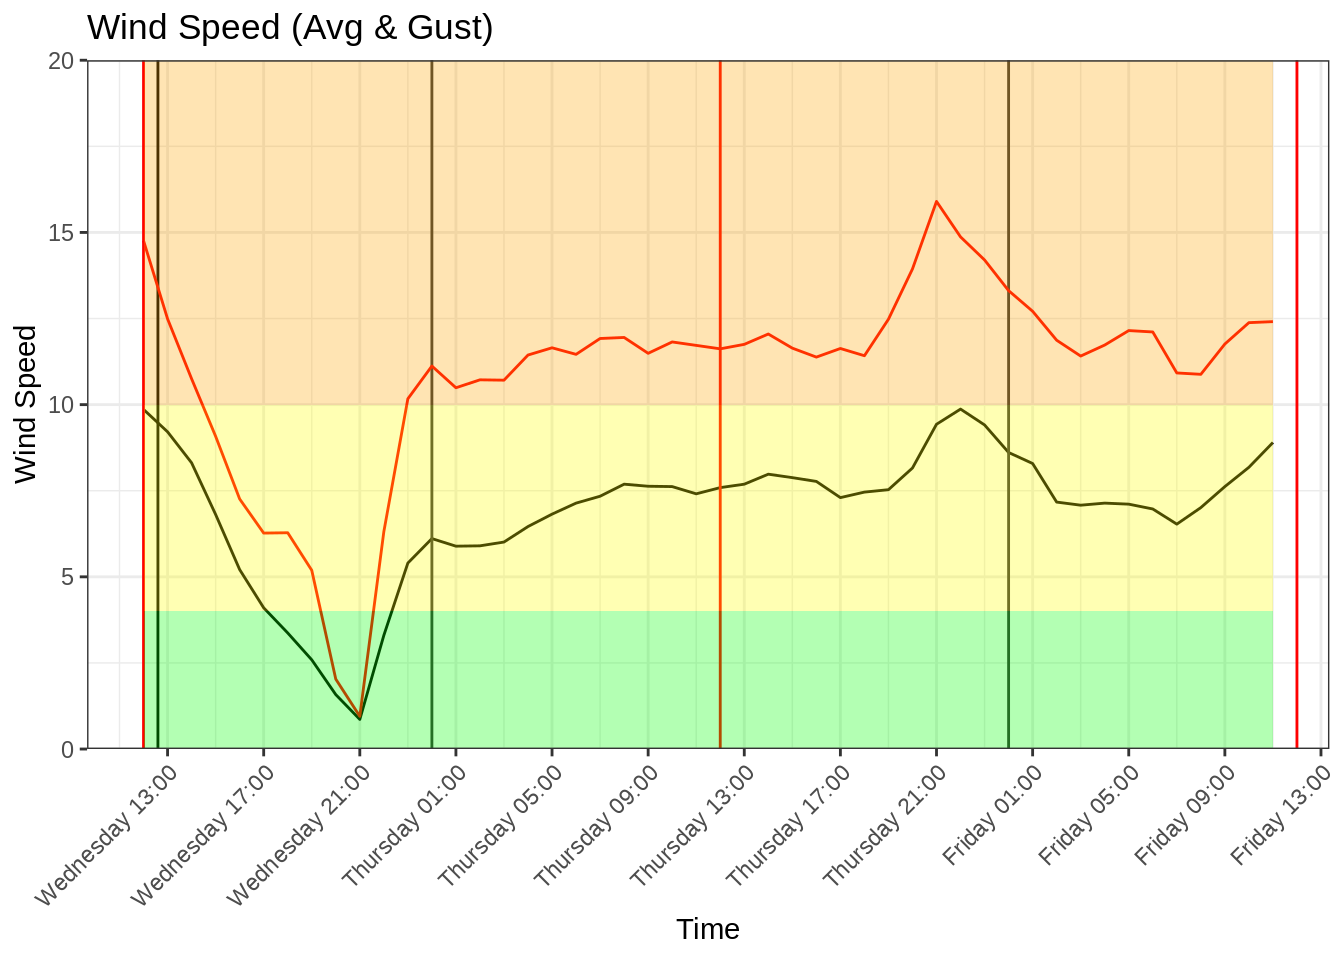 Wind Speed (Avg & Gust)
20
15
10
5
0
Wind Speed
Wednesday 13:00
Wednesday 17:00
Wednesday 21:00
Thursday 01:00
Thursday 05:00
Thursday 09:00
Thursday 13:00
Thursday 17:00
Thursday 21:00
Friday 01:00
Friday 05:00
Friday 09:00
Friday 13:00
Time